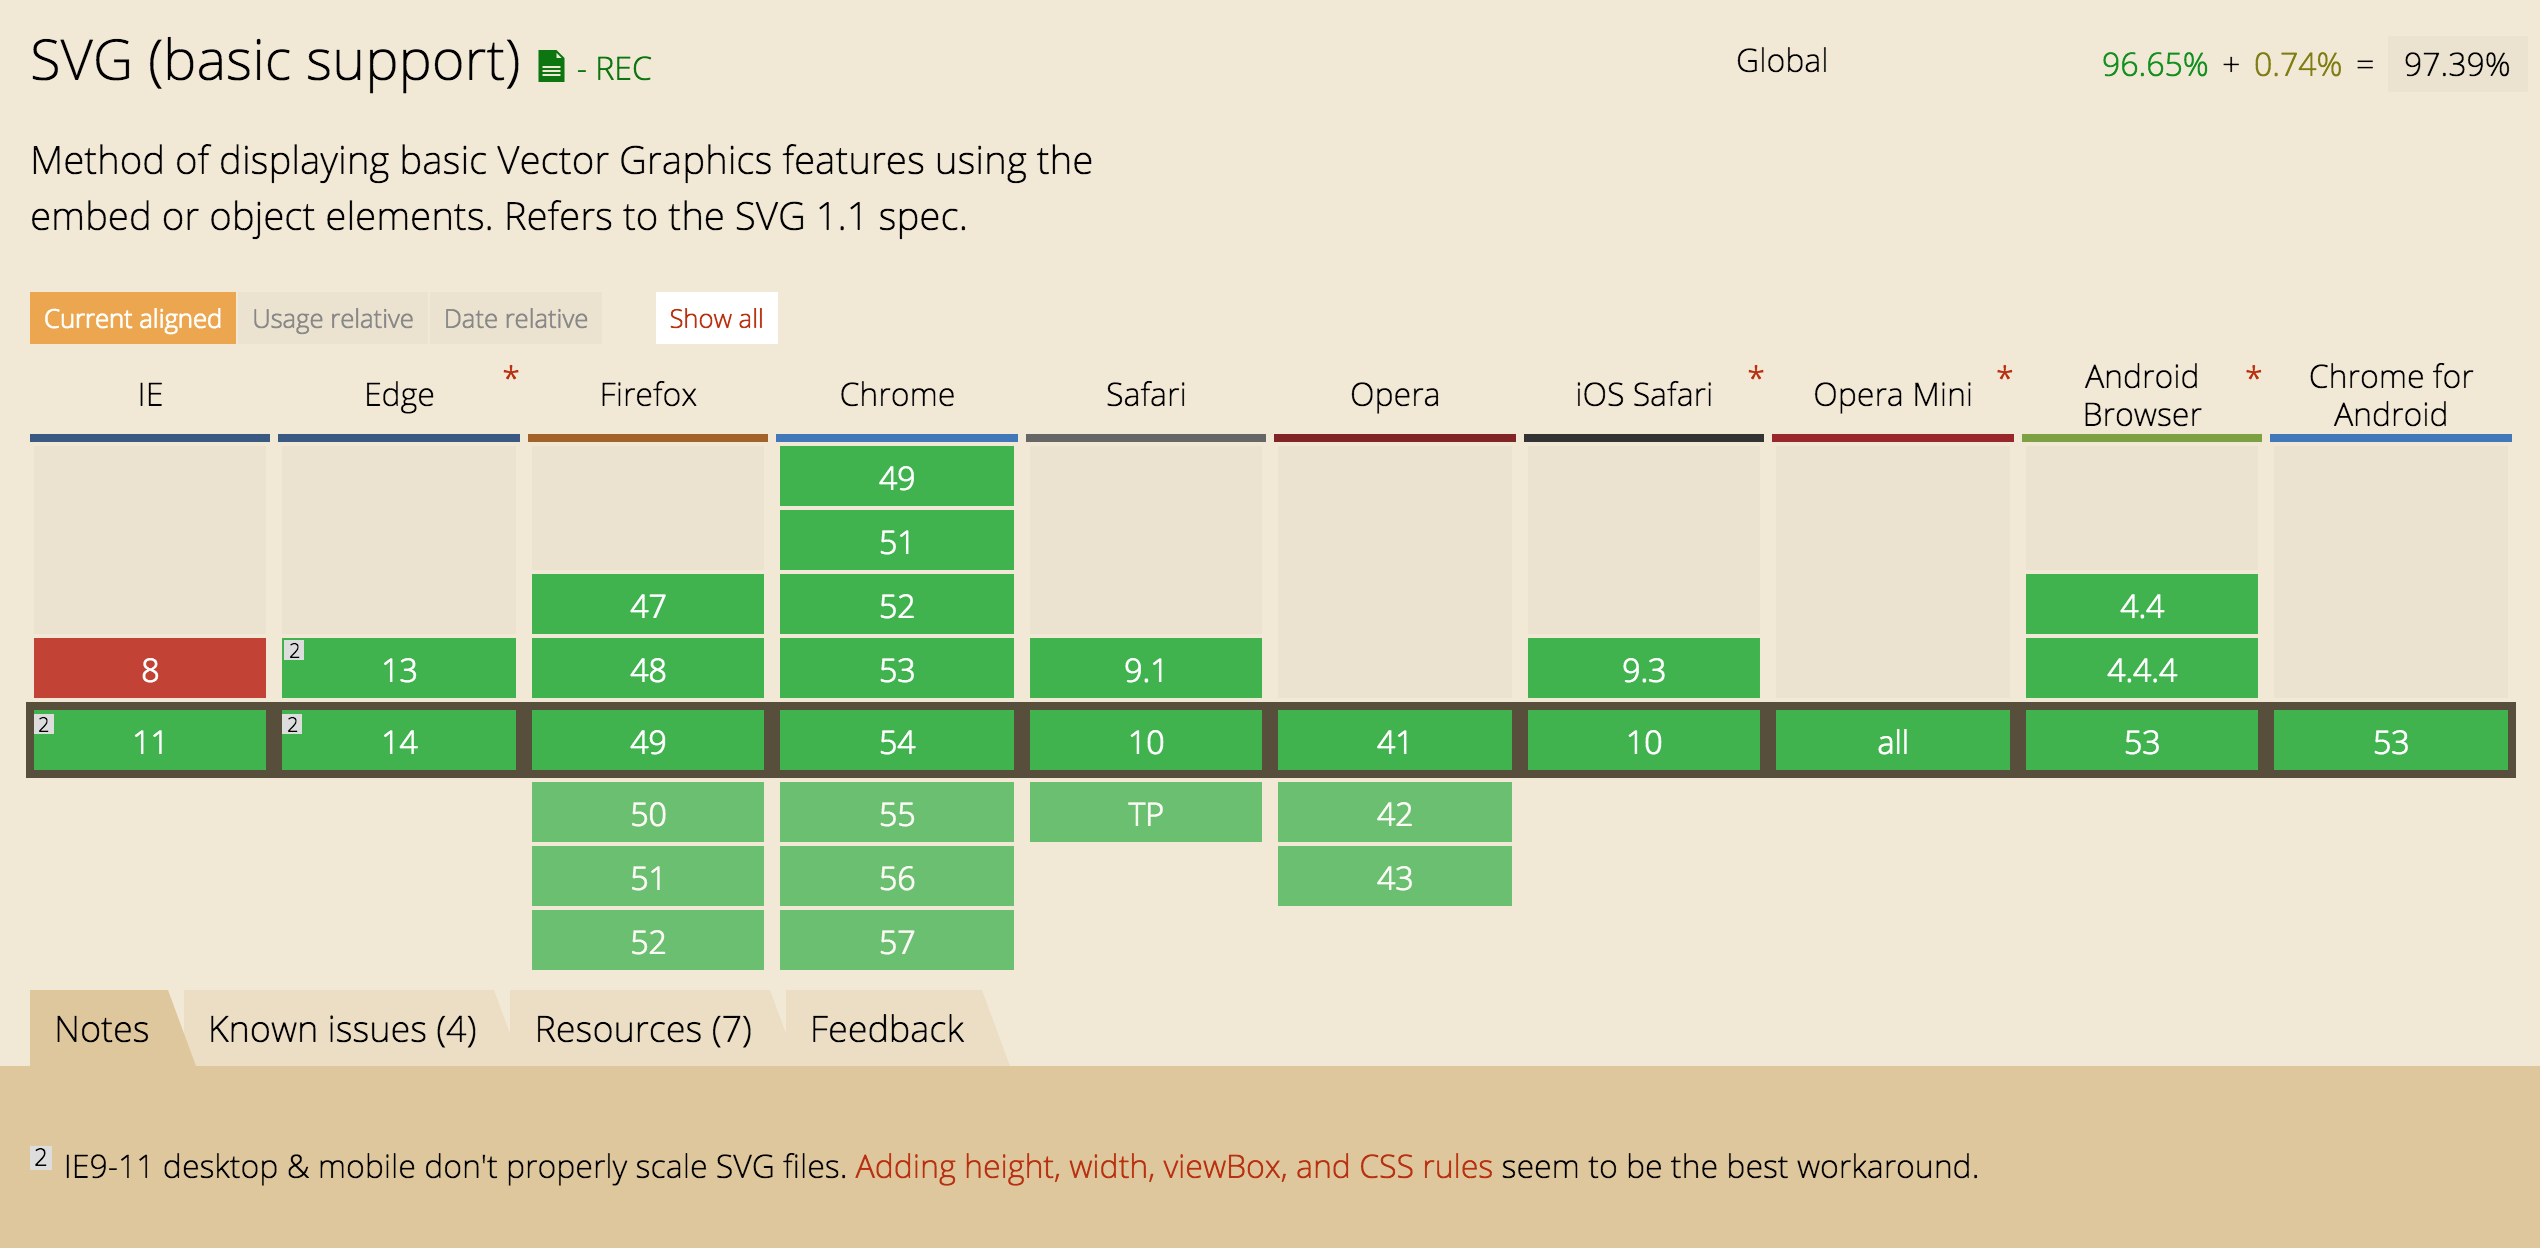 SVG (basic support) - REC
Global
96.65% + 0.74% = 97.39%
Method of displaying basic Vector Graphics features using the
embed or object elements. Refers to the SVG 1.1 spec.
Current aligned Usage relative Date relative Show all
IE Edge * Firefox Chrome Safari Opera iOS Safari * Opera Mini * Android Browser * Chrome for Android
49
51
47 52 4.4
8 2 13 48 53 9.1 9.3 4.4.4
2 11 2 14 49 54 10 41 10 all 53 53
50 55 TP 42
51 56 43
52 57
Notes Known issues (4) Resources (7) Feedback
2 IE9-11 desktop & mobile don't properly scale SVG files. Adding height, width, viewBox, and CSS rules seem to be the best workaround.